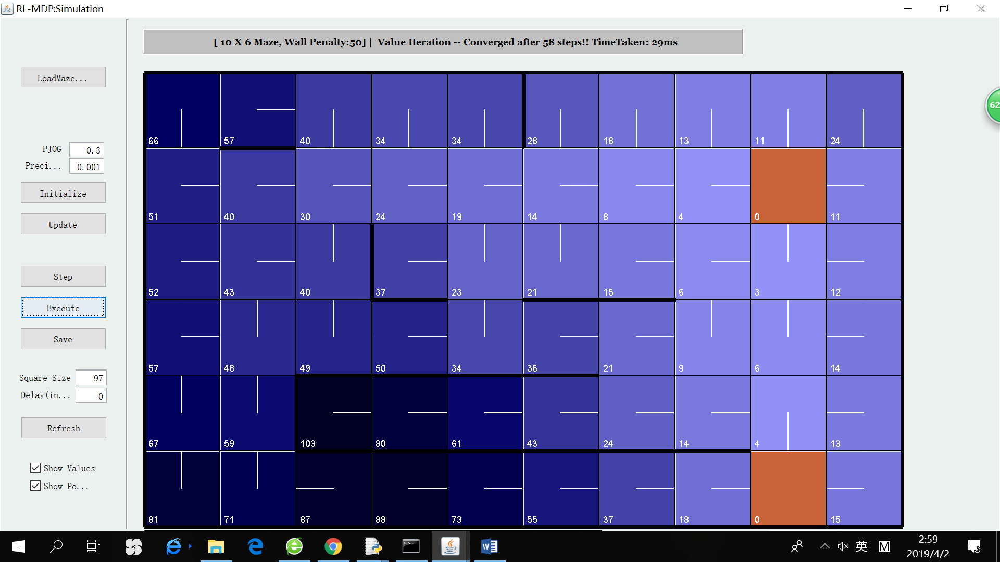 RL-MDP:Simulation
[ 10 X 6 Maze, Wall Penalty:50] | Value Iteration -- Converged after 58 steps!! TimeTaken: 29ms
LoadMaze...
PJOG 0.3
Preci... 0.001
Initialize
Update
Step
Execute
Save
Square Size 97
Delay(in... 0
Refresh
Show Values
Show Po...
66 57 40 34 34 28 18 13 11 24
51 40 30 24 19 14 8 4 0 11
52 43 40 37 23 21 15 6 3 12
57 48 49 50 34 36 21 9 6 14
67 59 103 80 61 43 24 14 4 13
81 71 87 88 73 55 37 18 0 15
62
英 M
2:59
2019/4/2